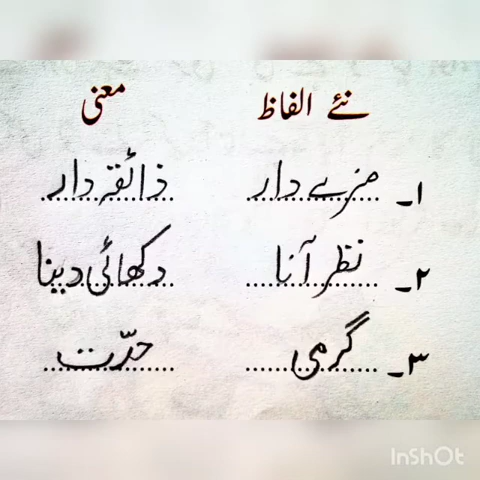 نئے الفاظ معنی
۱۔ مزے دار ذائقہ دار
۲۔ نظر آنا دکھائی دینا
۳۔ گرمی حدّت
InShOt